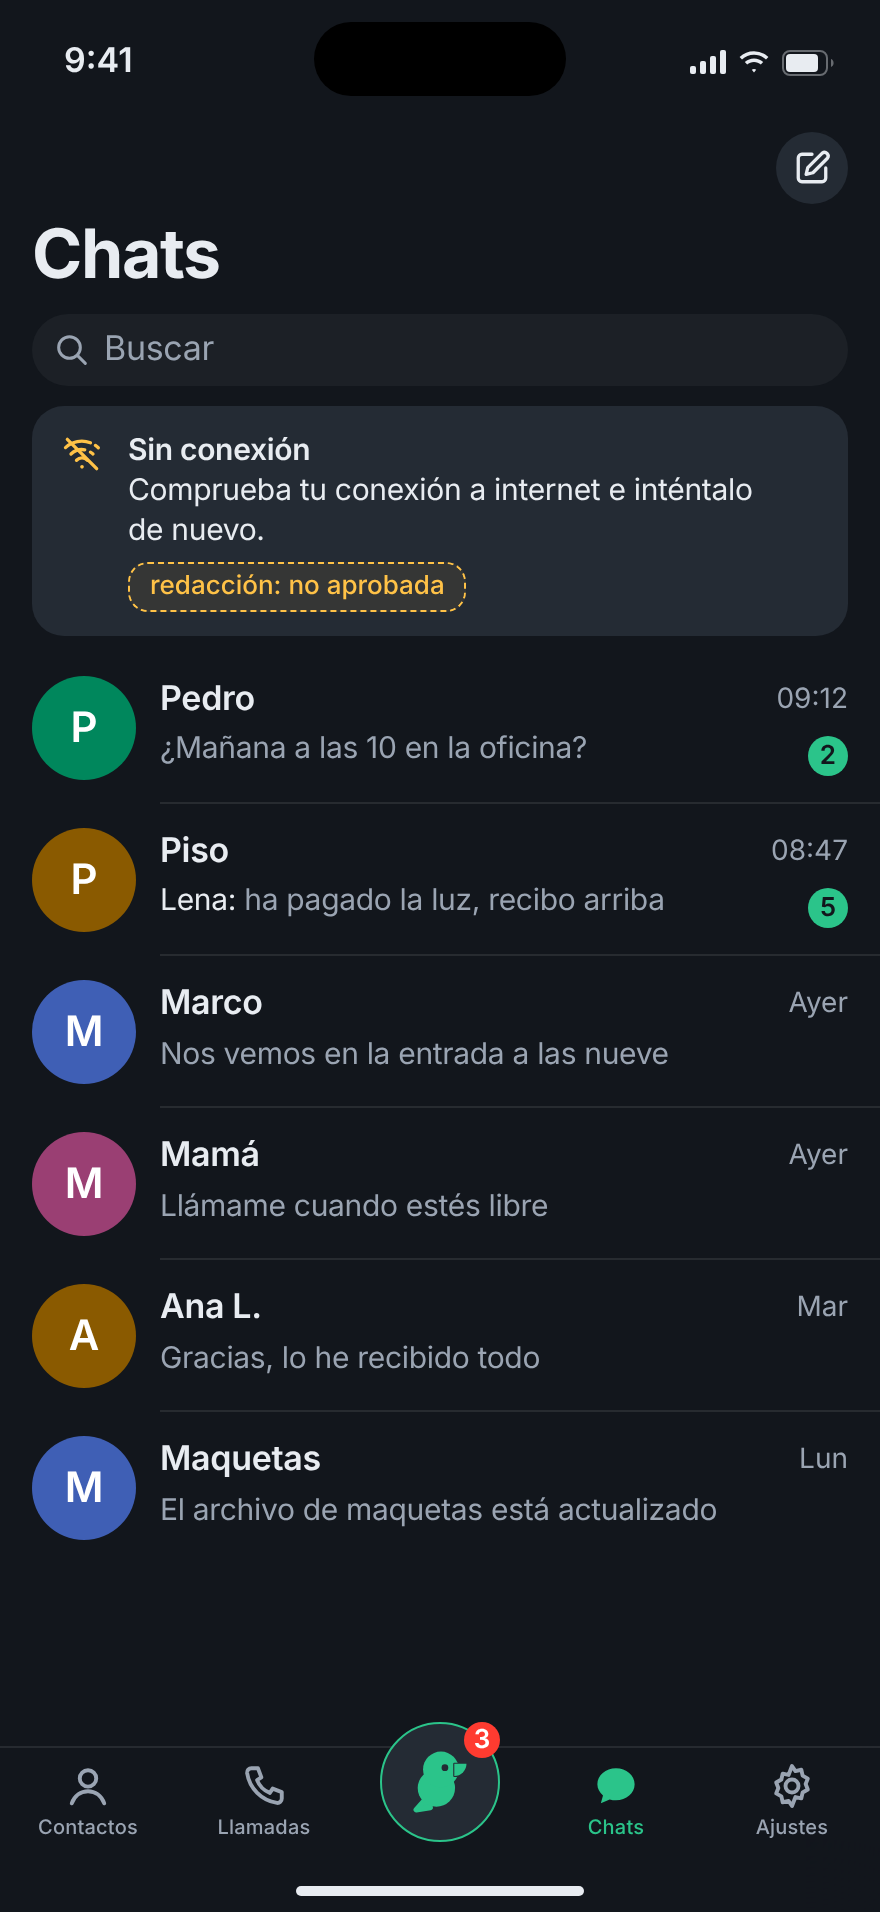 9:41
Chats
Buscar
Sin conexión
Comprueba tu conexión a internet e inténtalo
de nuevo.
redacción: no aprobada
P
Pedro
09:12
¿Mañana a las 10 en la oficina?
2
P
Piso
08:47
Lena: ha pagado la luz, recibo arriba
5
M
Marco
Ayer
Nos vemos en la entrada a las nueve
M
Mamá
Ayer
Llámame cuando estés libre
A
Ana L.
Mar
Gracias, lo he recibido todo
M
Maquetas
Lun
El archivo de maquetas está actualizado
3
Contactos
Llamadas
Chats
Ajustes